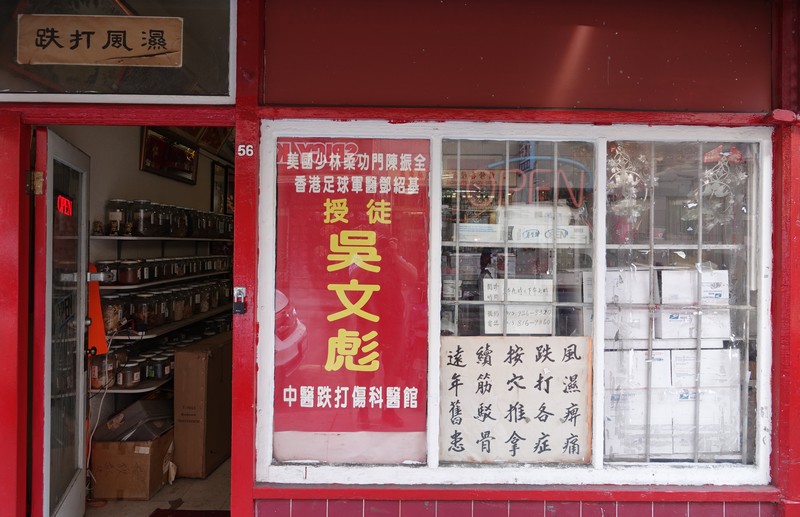 跌打風濕
56
OPEN
美國少林柔功門陳振全
香港足球軍醫鄧紹基
授徒
吳文彪
中醫跌打傷科醫館
OPEN
OPEN
風濕痹痛
跌打各症
按穴推拿
續筋駁骨
遠年舊患